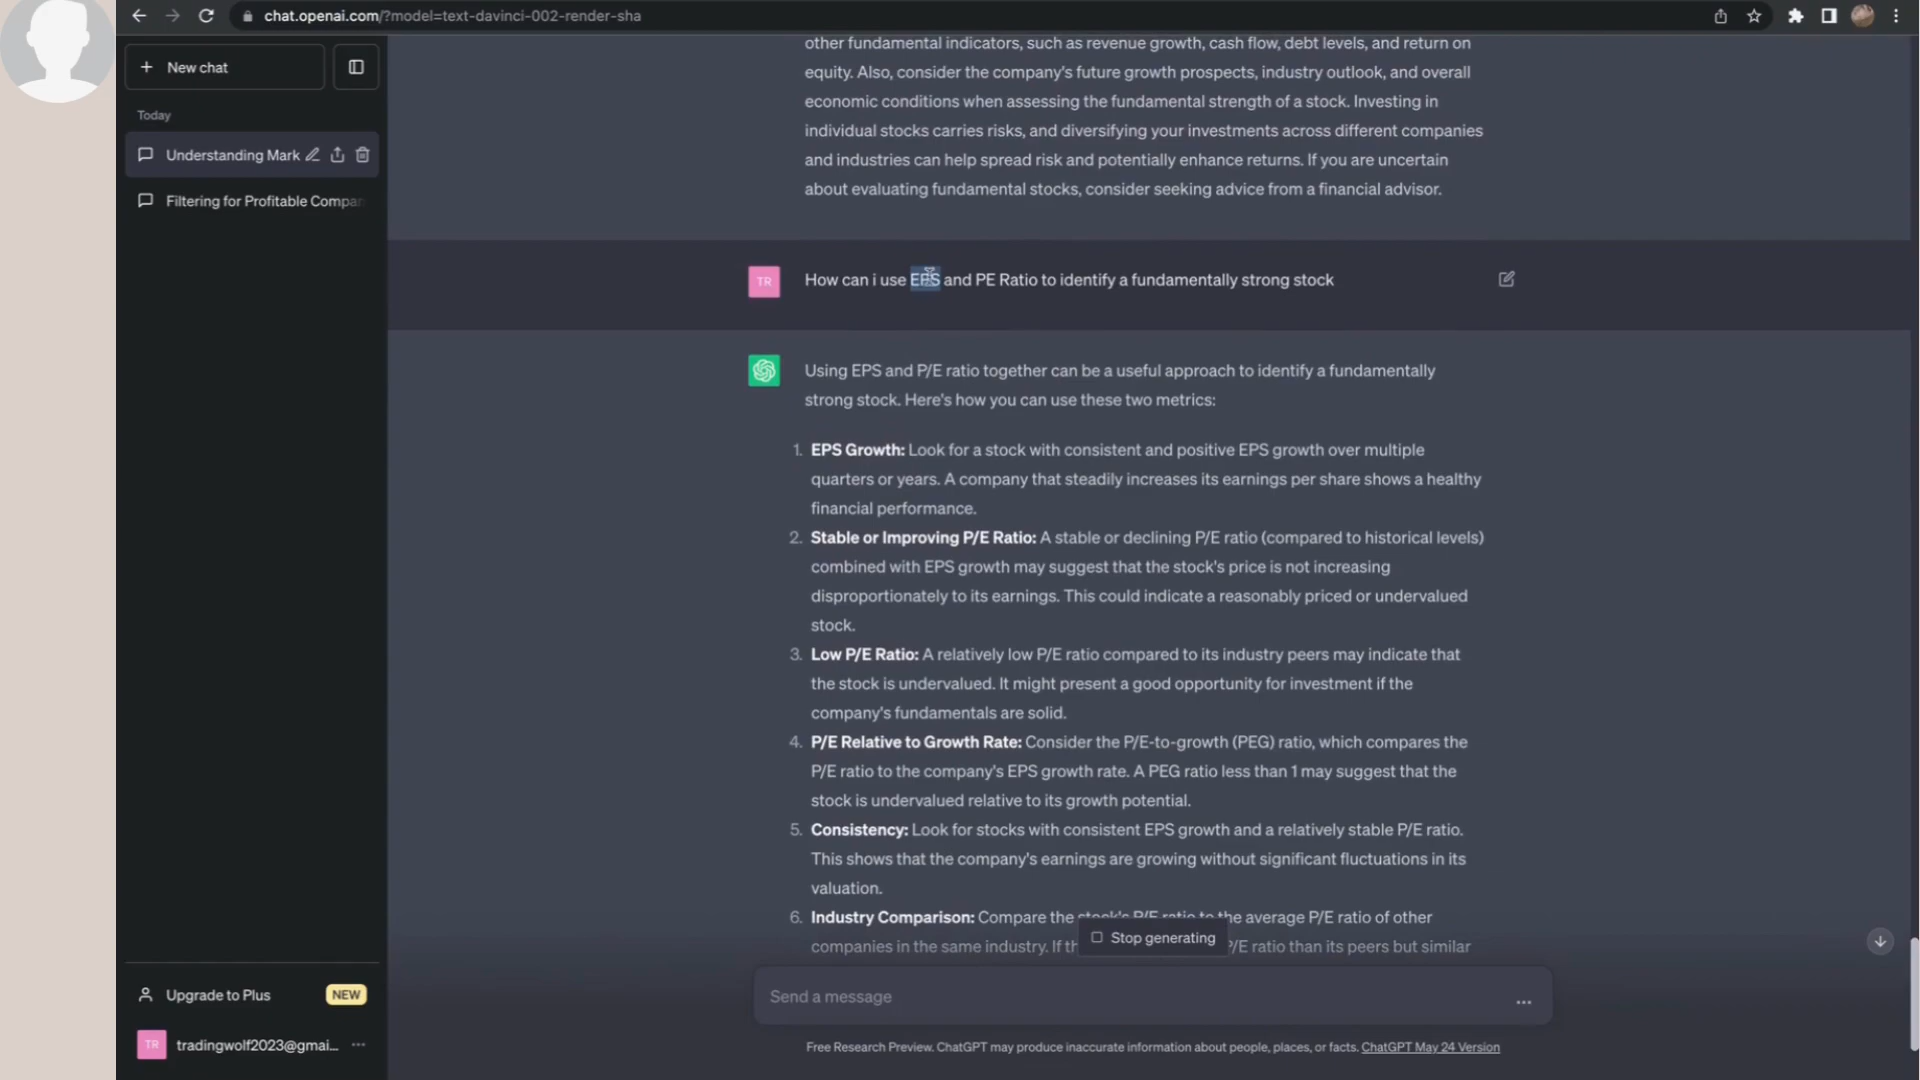 chat.openai.com/?model=text-davinci-002-render-sha
+ New chat
Today
Understanding Mark
Filtering for Profitable Compa
other fundamental indicators, such as revenue growth, cash flow, debt levels, and return on
equity. Also, consider the company's future growth prospects, industry outlook, and overall
economic conditions when assessing the fundamental strength of a stock. Investing in
individual stocks carries risks, and diversifying your investments across different companies
and industries can help spread risk and potentially enhance returns. If you are uncertain
about evaluating fundamental stocks, consider seeking advice from a financial advisor.
TR
How can i use EPS and PE Ratio to identify a fundamentally strong stock
Using EPS and P/E ratio together can be a useful approach to identify a fundamentally
strong stock. Here's how you can use these two metrics:
1. EPS Growth: Look for a stock with consistent and positive EPS growth over multiple
quarters or years. A company that steadily increases its earnings per share shows a healthy
financial performance.
2. Stable or Improving P/E Ratio: A stable or declining P/E ratio (compared to historical levels)
combined with EPS growth may suggest that the stock's price is not increasing
disproportionately to its earnings. This could indicate a reasonably priced or undervalued
stock.
3. Low P/E Ratio: A relatively low P/E ratio compared to its industry peers may indicate that
the stock is undervalued. It might present a good opportunity for investment if the
company's fundamentals are solid.
4. P/E Relative to Growth Rate: Consider the P/E-to-growth (PEG) ratio, which compares the
P/E ratio to the company's EPS growth rate. A PEG ratio less than 1 may suggest that the
stock is undervalued relative to its growth potential.
5. Consistency: Look for stocks with consistent EPS growth and a relatively stable P/E ratio.
This shows that the company's earnings are growing without significant fluctuations in its
valuation.
6. Industry Comparison: Compare the stock's P/E ratio to the average P/E ratio of other
companies in the same industry. If th P/E ratio than its peers but similar
Stop generating
Send a message
...
Free Research Preview. ChatGPT may produce inaccurate information about people, places, or facts. ChatGPT May 24 Version
Upgrade to Plus
NEW
TR
tradingwolf2023@gmai...